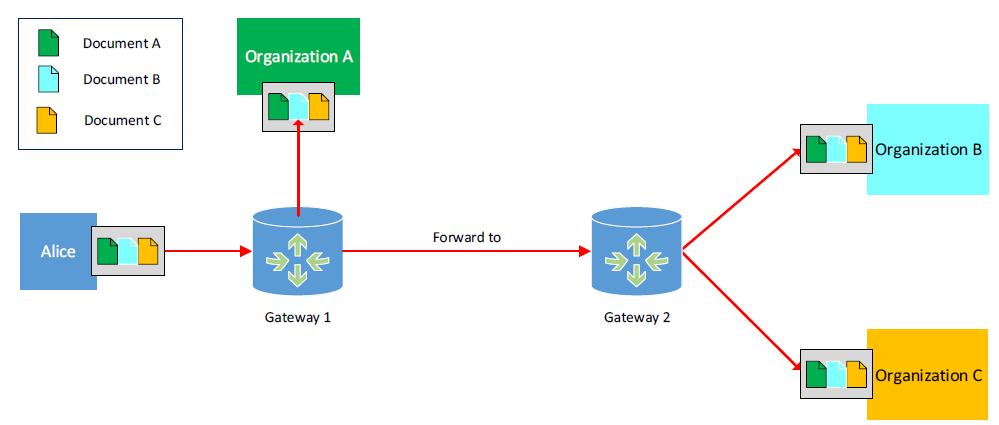 Document A
Document B
Document C
Organization A
Organization B
Alice
Forward to
Gateway 1
Gateway 2
Organization C